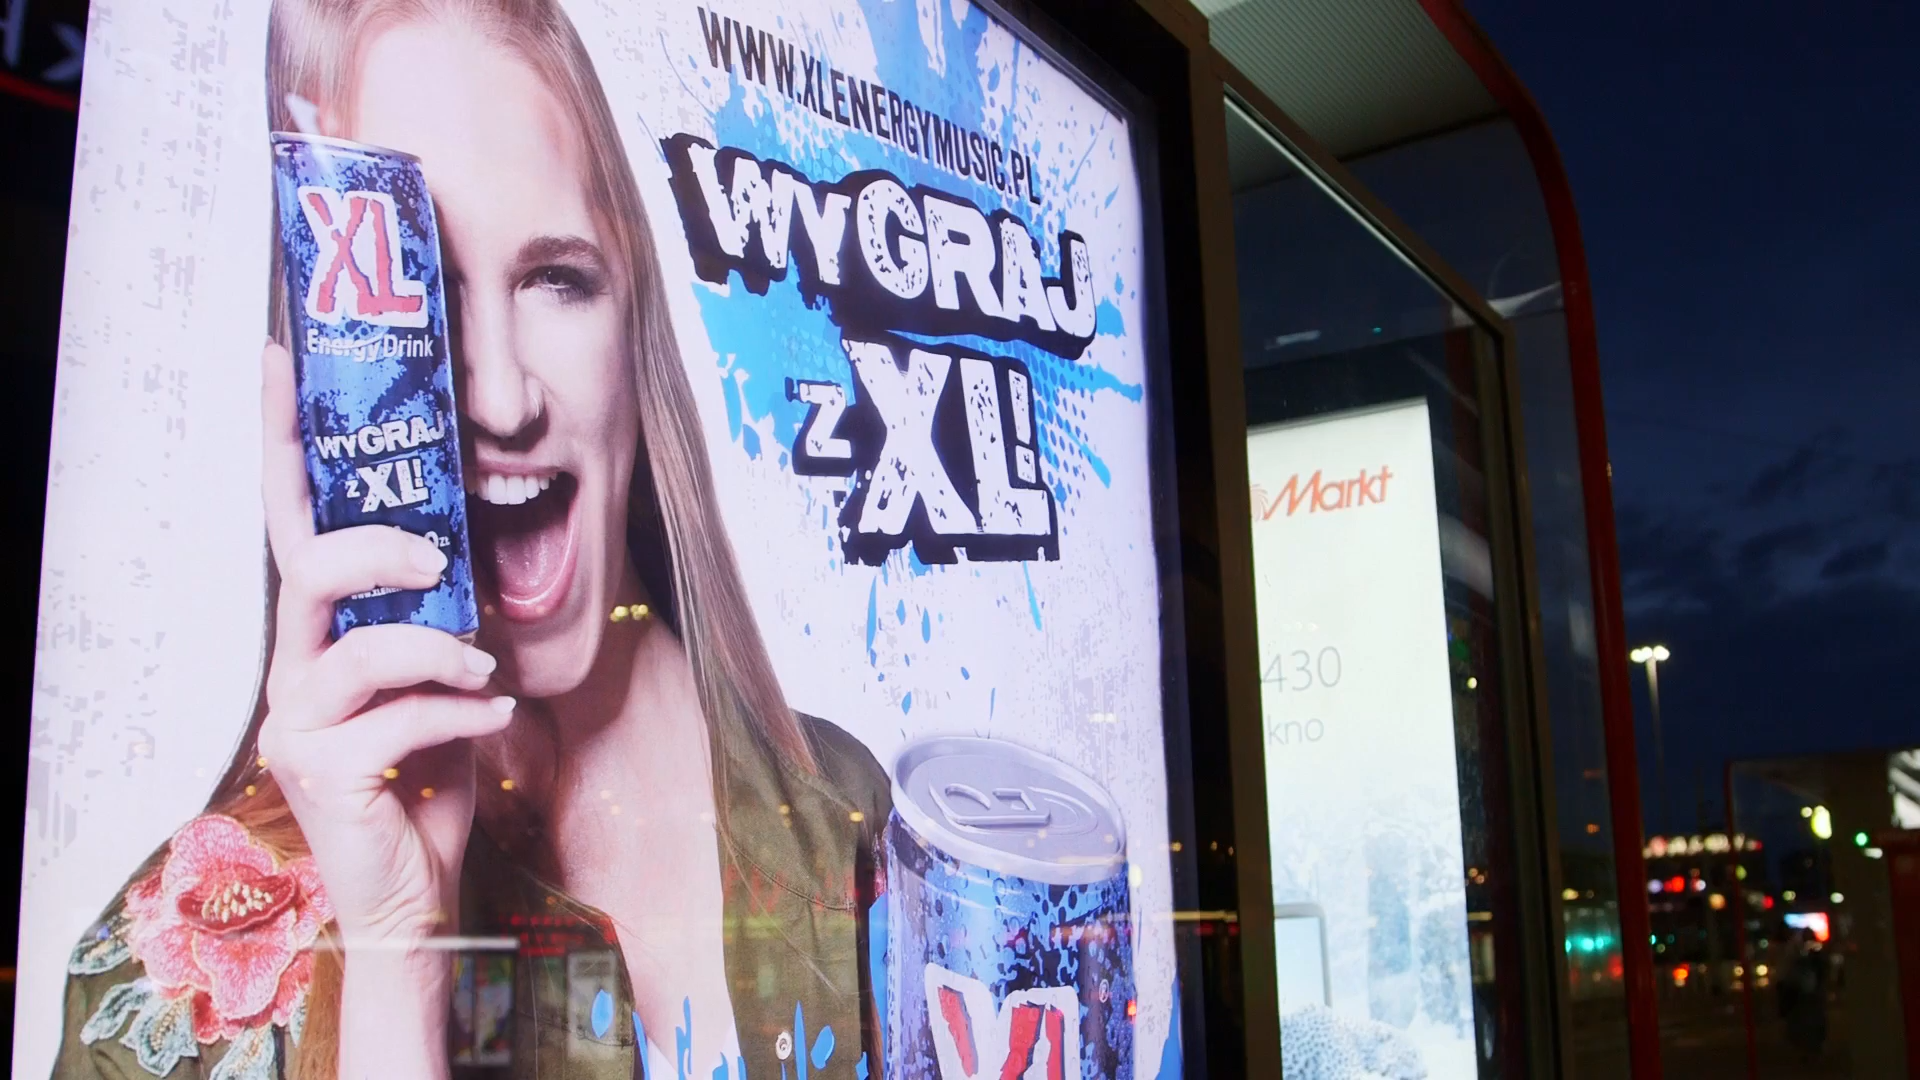 WWW.XLENERGYMUSIC.PL
WYGRAJ
Z XL!
XL
Energy Drink
WYGRAJ
Z XL!
XL
Markt
430
kno